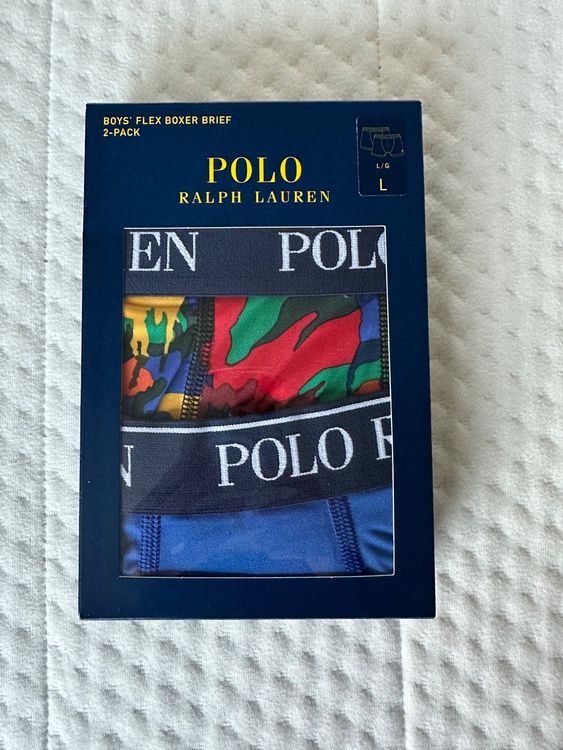 BOYS' FLEX BOXER BRIEF
2-PACK
L/G
L
POLO
RALPH LAUREN
EN POLO
N POLO R